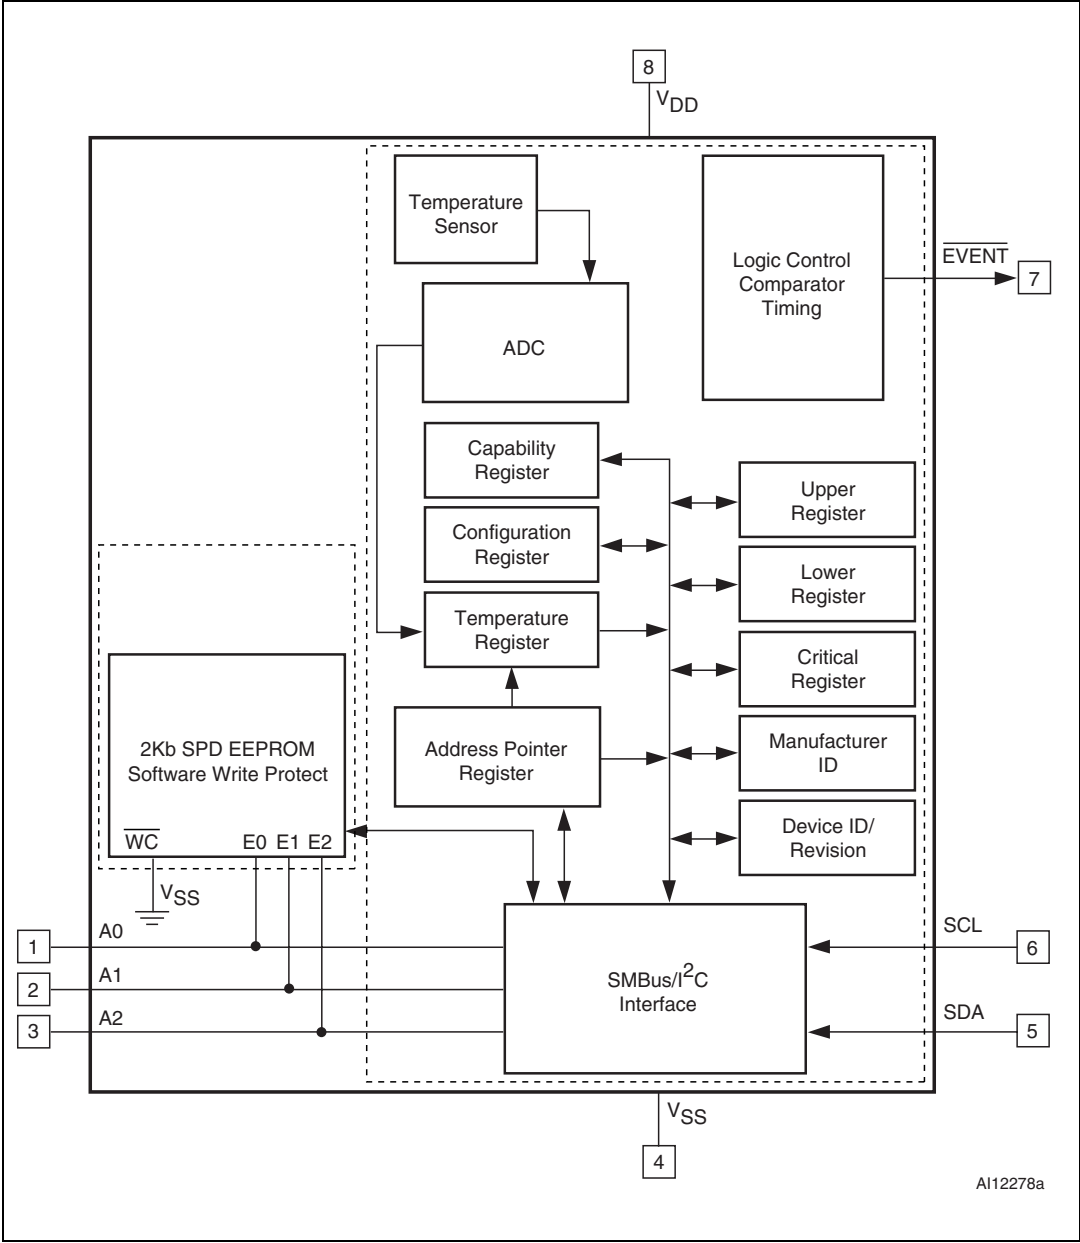 8
VDD
Temperature
Sensor
Logic Control
Comparator
Timing
EVENT
7
ADC
Capability
Register
Upper
Register
Configuration
Register
Lower
Register
Temperature
Register
Critical
Register
2Kb SPD EEPROM
Software Write Protect
Address Pointer
Register
Manufacturer
ID
WC E0 E1 E2
Device ID/
Revision
VSS
1
A0
SCL
6
2
A1
SMBus/I2C
Interface
3
A2
SDA
5
VSS
4
AI12278a